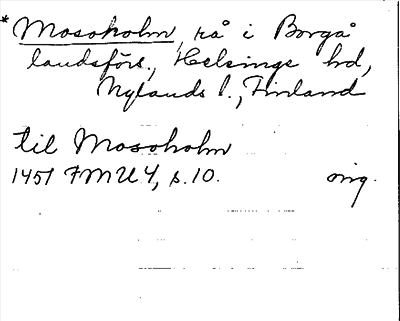 * Mosoholm, rå i Borgå
landsförs., Helsinge hd,
Nylands l., Finland
til Mosoholm
1451 FMU 4, s. 10. orig.